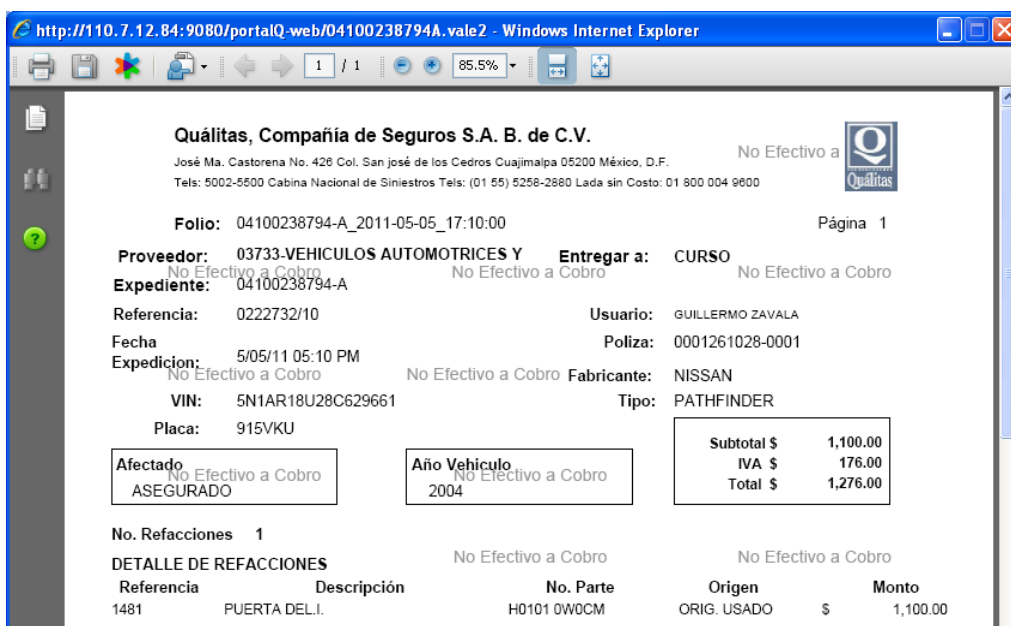 http://110.7.12.84:9080/portalQ-web/04100238794A.vale2 - Windows Internet Explorer
1 / 1 85.5%
Quálitas, Compañía de Seguros S.A. B. de C.V.
José Ma. Castorena No. 426 Col. San josé de los Cedros Cuajimalpa 05200 México, D.F.
No Efectivo a
Tels: 5002-5500 Cabina Nacional de Siniestros Tels: (01 55) 5258-2880 Lada sin Costo: 01 800 004 9600
Q
Quálitas
Folio: 04100238794-A_2011-05-05_17:10:00 Página 1
Proveedor: 03733-VEHICULOS AUTOMOTRICES Y Entregar a: CURSO
No Efectivo a Cobro No Efectivo a Cobro No Efectivo a Cobro
Expediente: 04100238794-A
Referencia: 0222732/10 Usuario: GUILLERMO ZAVALA
Fecha
Expedicion: 5/05/11 05:10 PM Poliza: 0001261028-0001
No Efectivo a Cobro No Efectivo a Cobro Fabricante: NISSAN
VIN: 5N1AR18U28C629661 Tipo: PATHFINDER
Placa: 915VKU
Subtotal $ 1,100.00
IVA $ 176.00
Total $ 1,276.00
Afectado Año Vehiculo
No Efectivo a Cobro No Efectivo a Cobro
ASEGURADO 2004
No. Refacciones 1
No Efectivo a Cobro No Efectivo a Cobro
DETALLE DE REFACCIONES
Referencia Descripción No. Parte Origen Monto
1481 PUERTA DEL.I. H0101 0W0CM ORIG. USADO $ 1,100.00